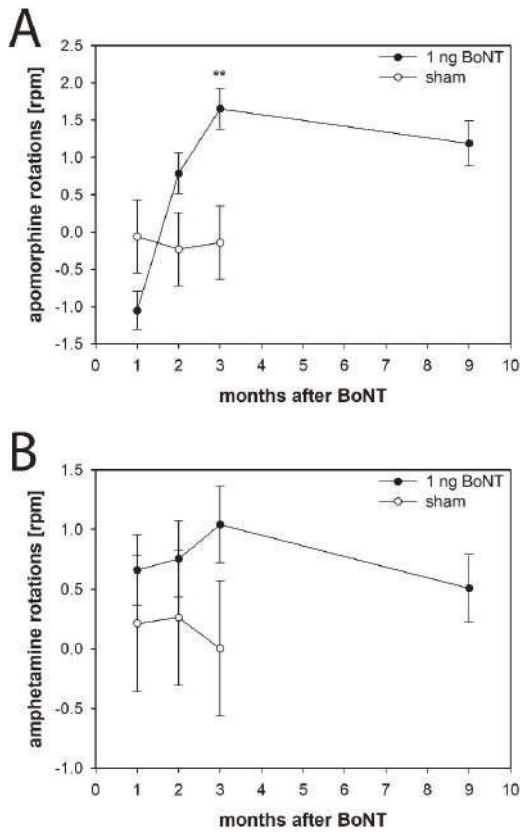 A
apomorphine rotations [rpm]
2.5
2.0
1.5
1.0
0.5
0.0
-0.5
-1.0
-1.5
**
1 ng BoNT
sham
0 1 2 3 4 5 6 7 8 9 10
months after BoNT
B
amphetamine rotations [rpm]
1.5
1.0
0.5
0.0
-0.5
-1.0
1 ng BoNT
sham
0 1 2 3 4 5 6 7 8 9 10
months after BoNT